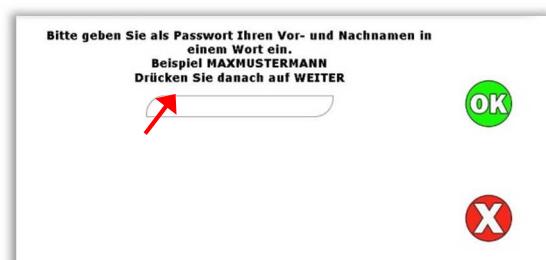 Bitte geben Sie als Passwort Ihren Vor- und Nachnamen in
einem Wort ein.
Beispiel MAXMUSTERMANN
Drücken Sie danach auf WEITER
OK
X